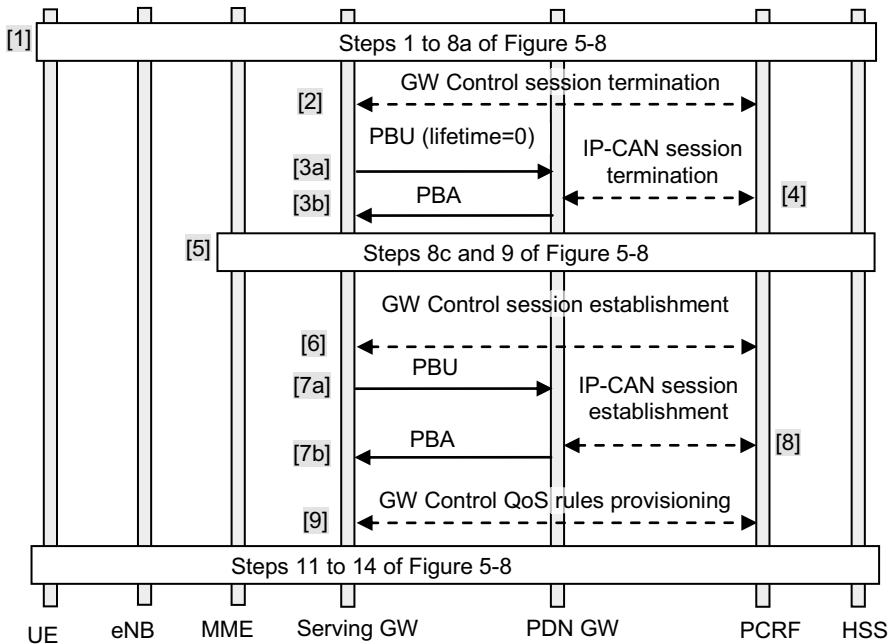 [1]
Steps 1 to 8a of Figure 5-8
GW Control session termination
[2]
PBU (lifetime=0)
IP-CAN session
termination
[3a]
PBA
[3b]
[4]
[5]
Steps 8c and 9 of Figure 5-8
GW Control session establishment
[6]
PBU
[7a]
IP-CAN session
establishment
PBA
[7b]
[8]
GW Control QoS rules provisioning
[9]
Steps 11 to 14 of Figure 5-8
UE
eNB
MME
Serving GW
PDN GW
PCRF
HSS